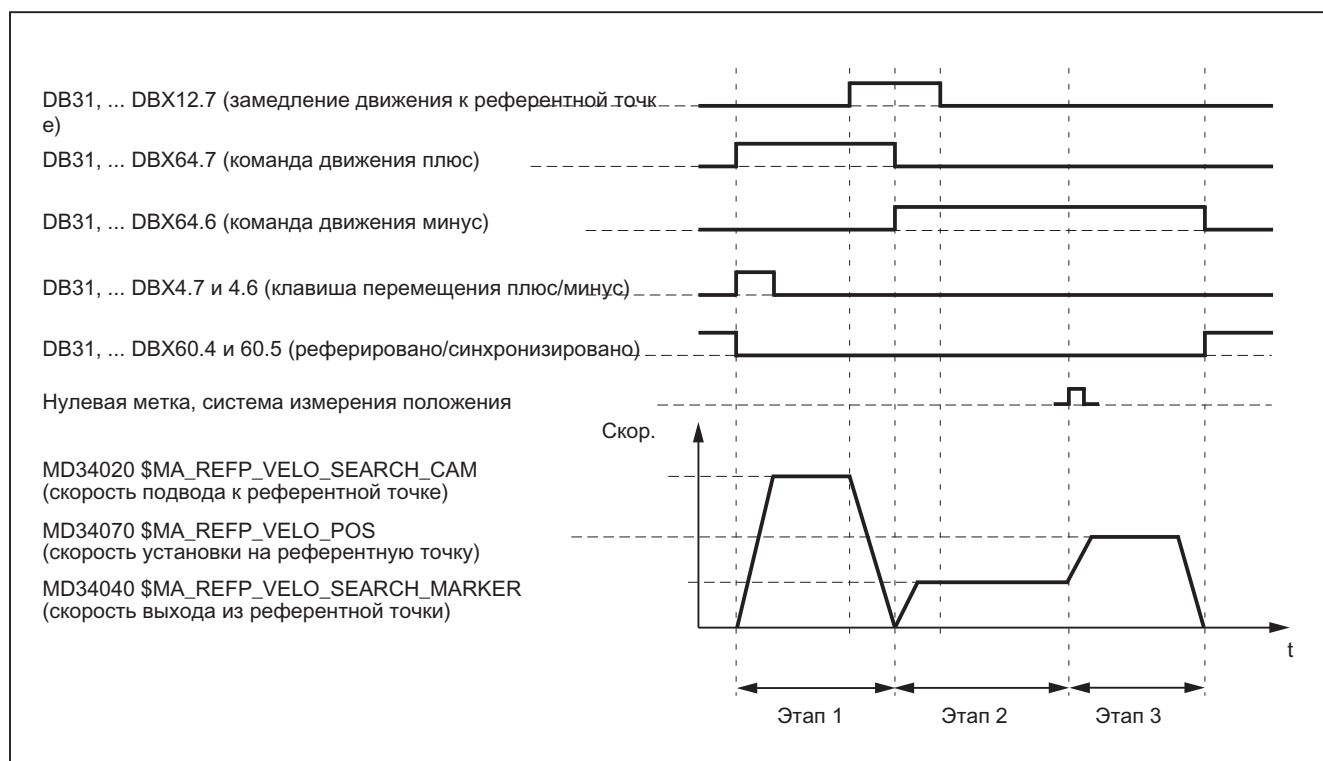 DB31, ... DBX12.7 (замедление движения к референтной точк
е)
DB31, ... DBX64.7 (команда движения плюс)
DB31, ... DBX64.6 (команда движения минус)
DB31, ... DBX4.7 и 4.6 (клавиша перемещения плюс/минус)
DB31, ... DBX60.4 и 60.5 (реферировано/синхронизировано)
Нулевая метка, система измерения положения
Скор.
MD34020 $MA_REFP_VELO_SEARCH_CAM
(скорость подвода к референтной точке)
MD34070 $MA_REFP_VELO_POS
(скорость установки на референтную точку)
MD34040 $MA_REFP_VELO_SEARCH_MARKER
(скорость выхода из референтной точки)
t
Этап 1 Этап 2 Этап 3